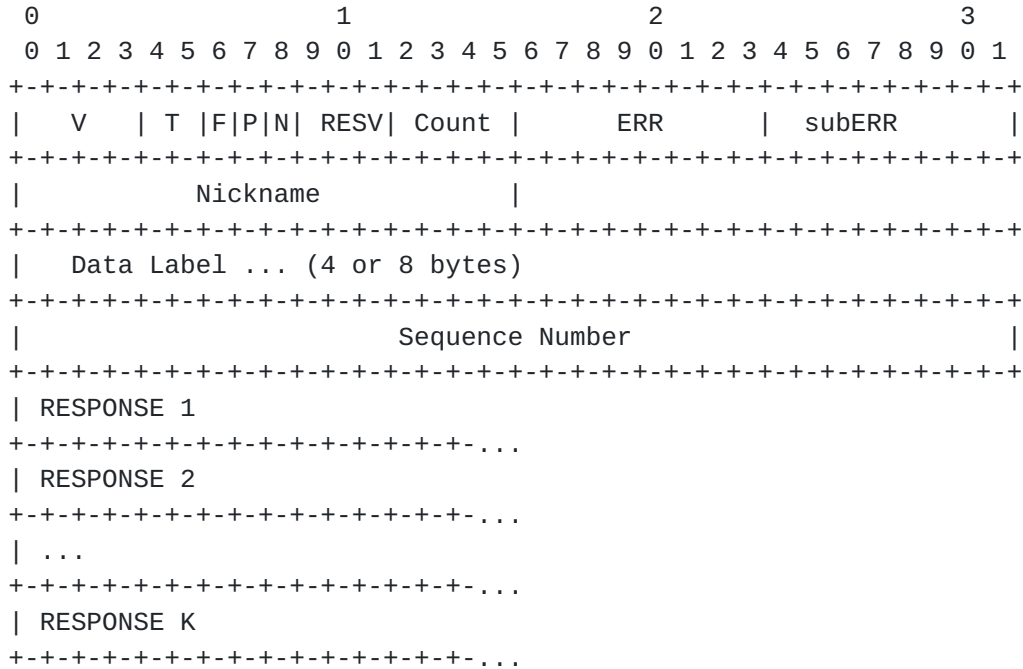 0                   1                   2                   3
 0 1 2 3 4 5 6 7 8 9 0 1 2 3 4 5 6 7 8 9 0 1 2 3 4 5 6 7 8 9 0 1
+-+-+-+-+-+-+-+-+-+-+-+-+-+-+-+-+-+-+-+-+-+-+-+-+-+-+-+-+-+-+-+-+
|   V   | T |F|P|N| RESV| Count |      ERR      |  subERR       |
+-+-+-+-+-+-+-+-+-+-+-+-+-+-+-+-+-+-+-+-+-+-+-+-+-+-+-+-+-+-+-+-+
|           Nickname            |
+-+-+-+-+-+-+-+-+-+-+-+-+-+-+-+-+-+-+-+-+-+-+-+-+-+-+-+-+-+-+-+-+
|   Data Label ... (4 or 8 bytes)
+-+-+-+-+-+-+-+-+-+-+-+-+-+-+-+-+-+-+-+-+-+-+-+-+-+-+-+-+-+-+-+-+
|                        Sequence Number                        |
+-+-+-+-+-+-+-+-+-+-+-+-+-+-+-+-+-+-+-+-+-+-+-+-+-+-+-+-+-+-+-+-+
| RESPONSE 1
+-+-+-+-+-+-+-+-+-+-+-+-+-+-+-...
| RESPONSE 2
+-+-+-+-+-+-+-+-+-+-+-+-+-+-+-...
| ...
+-+-+-+-+-+-+-+-+-+-+-+-+-+-+-...
| RESPONSE K
+-+-+-+-+-+-+-+-+-+-+-+-+-+-+-...